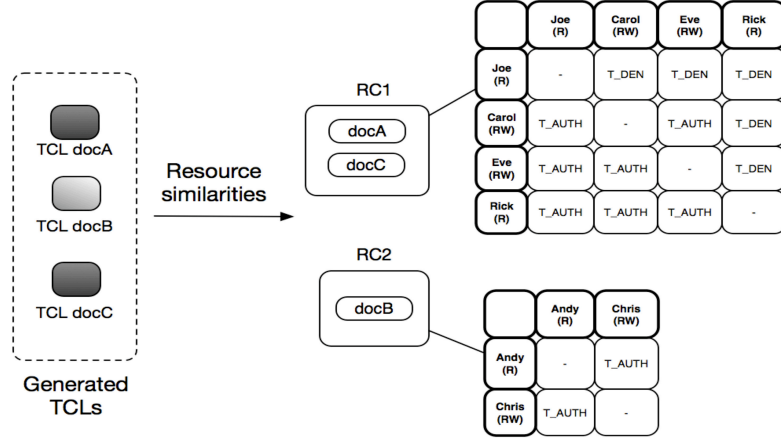 TCL docA
TCL docB
TCL docC
Generated
TCLs
Resource
similarities
RC1
docA
docC
Joe Carol Eve Rick
(R) (RW) (RW) (R)
Joe
(R) - T_DEN T_DEN T_DEN
Carol
(RW) T_AUTH - T_AUTH T_DEN
Eve
(RW) T_AUTH T_AUTH - T_DEN
Rick
(R) T_AUTH T_AUTH T_AUTH -
RC2
docB
Andy Chris
(R) (RW)
Andy
(R) - T_AUTH
Chris
(RW) T_AUTH -